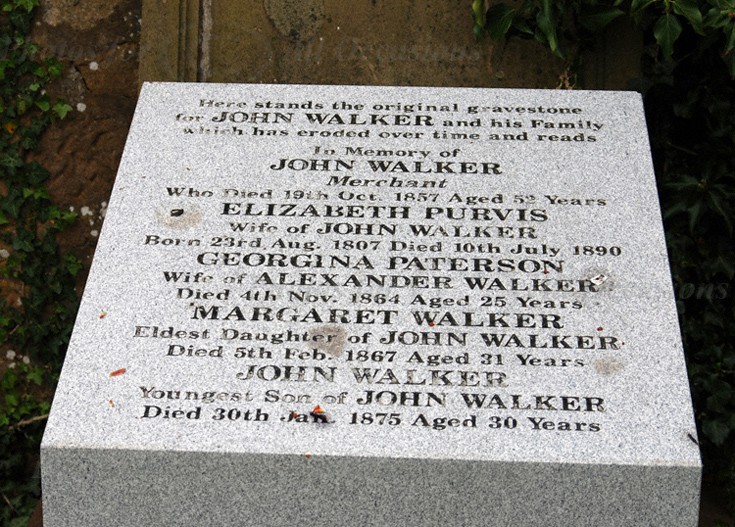 Here stands the original gravestone
for JOHN WALKER and his Family
which has eroded over time and reads
In Memory of
JOHN WALKER
Merchant
Who Died 19th Oct. 1857 Aged 52 Years
ELIZABETH PURVIS
Wife of JOHN WALKER
Born 23rd Aug. 1807 Died 10th July 1890
GEORGINA PATERSON
Wife of ALEXANDER WALKER
Died 4th Nov. 1864 Aged 25 Years
MARGARET WALKER
Eldest Daughter of JOHN WALKER
Died 5th Feb. 1867 Aged 31 Years
JOHN WALKER
Youngest Son of JOHN WALKER
Died 30th Jan. 1875 Aged 30 Years